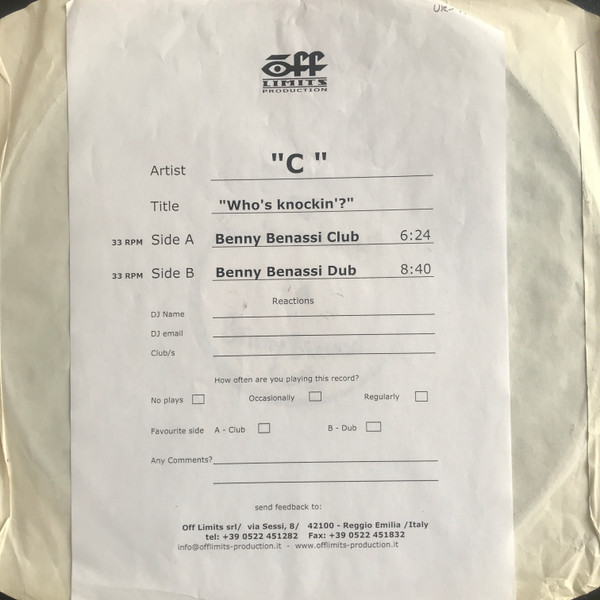 ōff
LIMITS
PRODUCTION
Artist "C "
Title "Who's knockin'?"
33 RPM Side A Benny Benassi Club 6:24
33 RPM Side B Benny Benassi Dub 8:40
Reactions
DJ Name
DJ email
Club/s
How often are you playing this record?
No plays Occasionally Regularly
Favourite side A - Club B - Dub
Any Comments?
send feedback to:
Off Limits srl/ via Sessi, 8/ 42100 - Reggio Emilia /Italy
tel: +39 0522 451282 Fax: +39 0522 451832
info@offlimits-production.it - www.offlimits-production.it